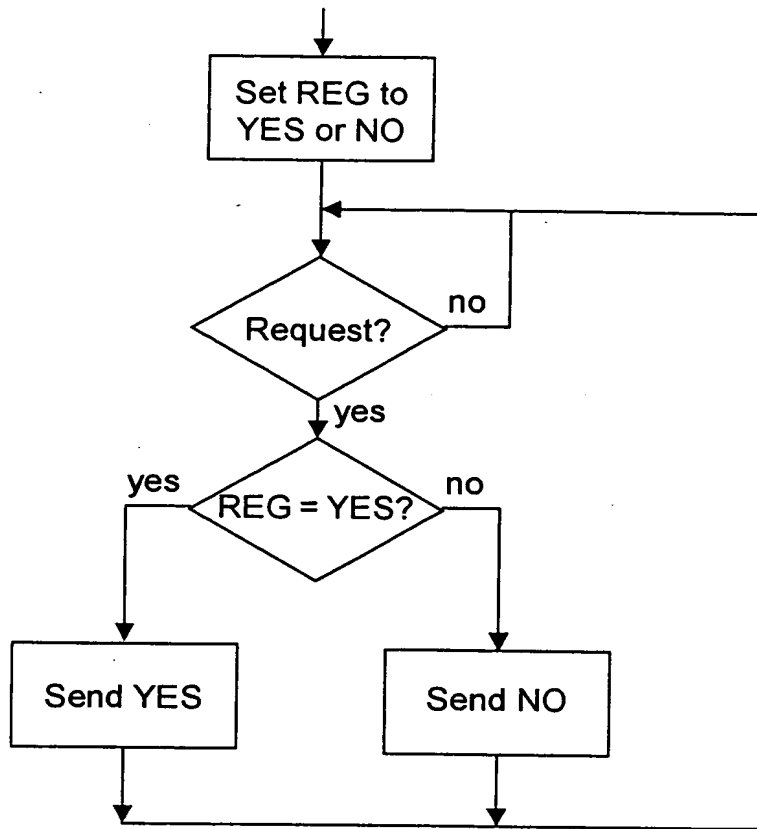 Set REG to
YES or NO
Request?
no
yes
yes
REG = YES?
no
Send YES
Send NO